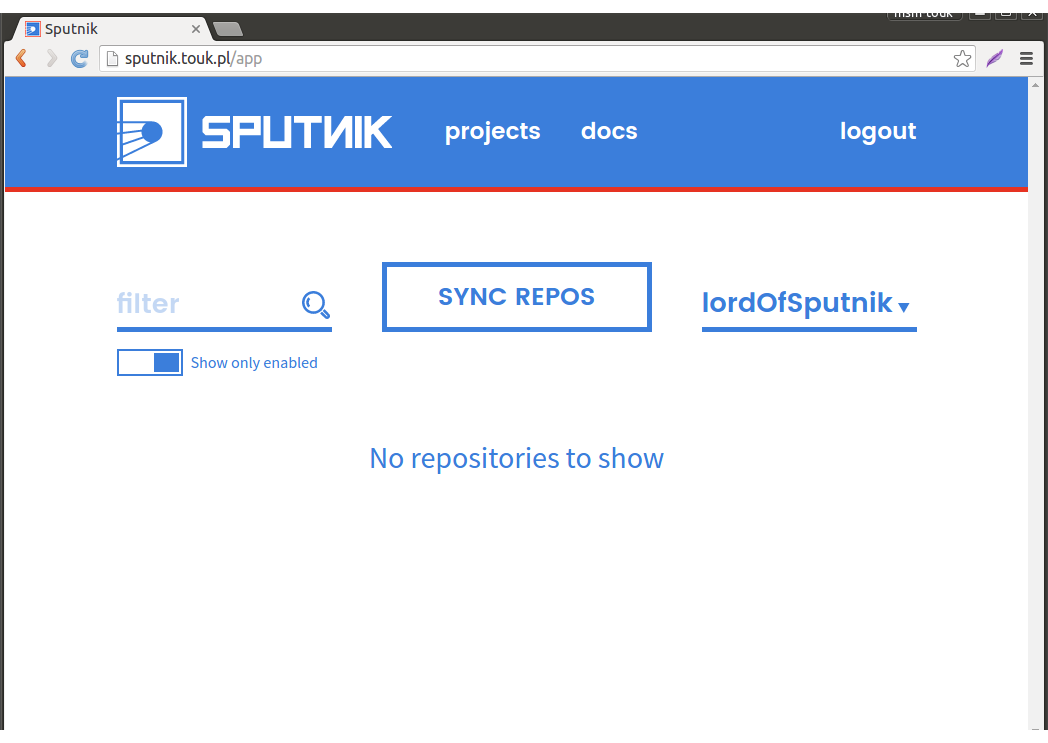 msm-touk
Sputnik
sputnik.touk.pl/app
SPUTNIK projects docs logout
filter SYNC REPOS lordOfSputnik
Show only enabled
No repositories to show